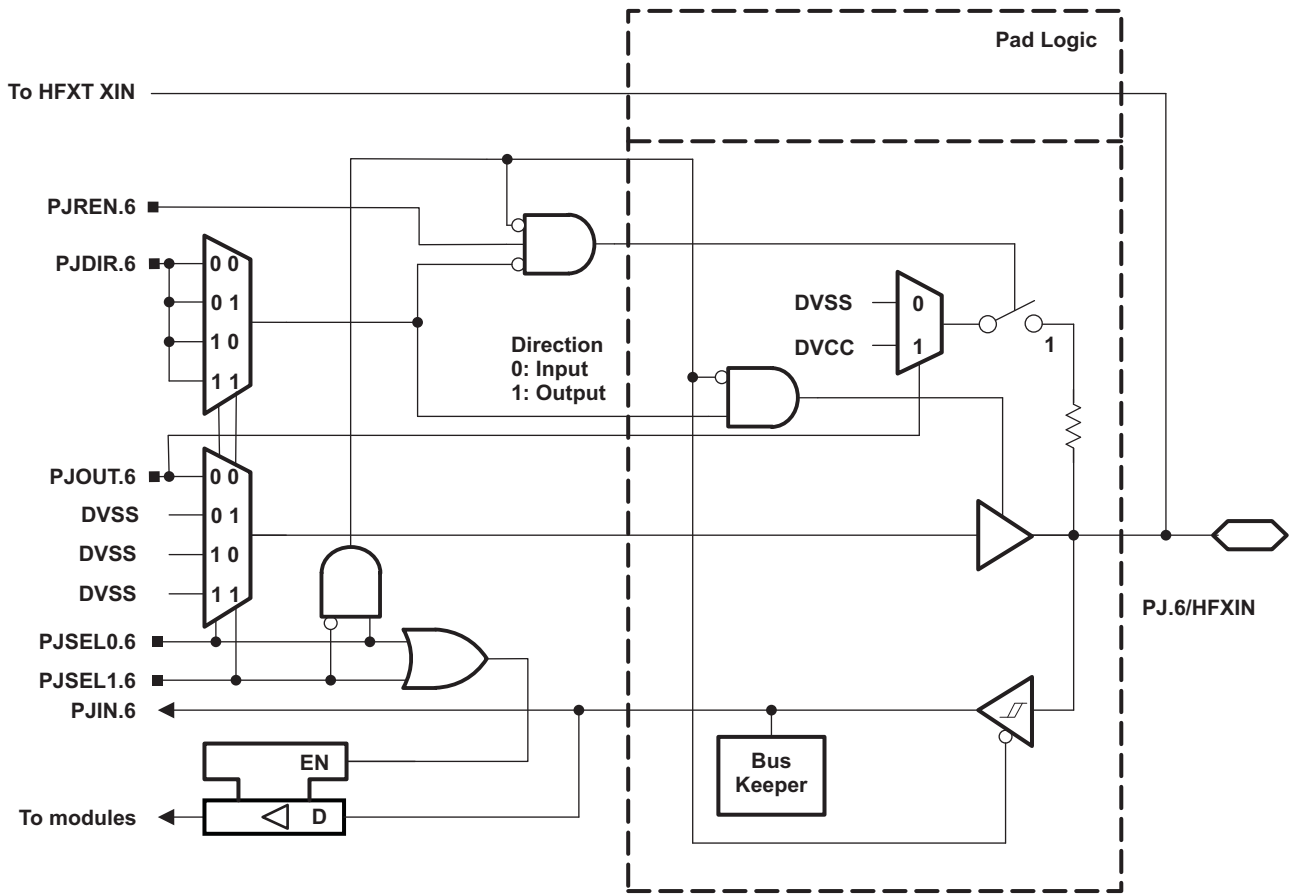 Pad Logic
To HFXT XIN
PJREN.6
PJDIR.6
0 0
0 1
1 0
1 1
DVSS
0
DVCC
1
1
Direction
0: Input
1: Output
PJOUT.6
0 0
DVSS
0 1
DVSS
1 0
DVSS
1 1
PJ.6/HFXIN
PJSEL0.6
PJSEL1.6
PJIN.6
EN
Bus
Keeper
To modules
D